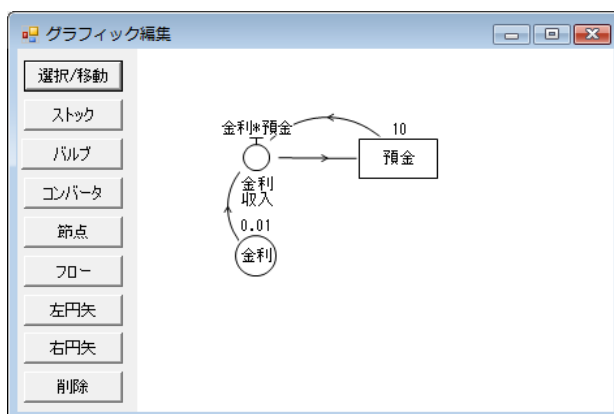 グラフィック編集
選択/移動
ストック
バルブ
コンバータ
節点
フロー
左円矢
右円矢
削除
金利*預金
10
預金
金利
収入
0.01
金利